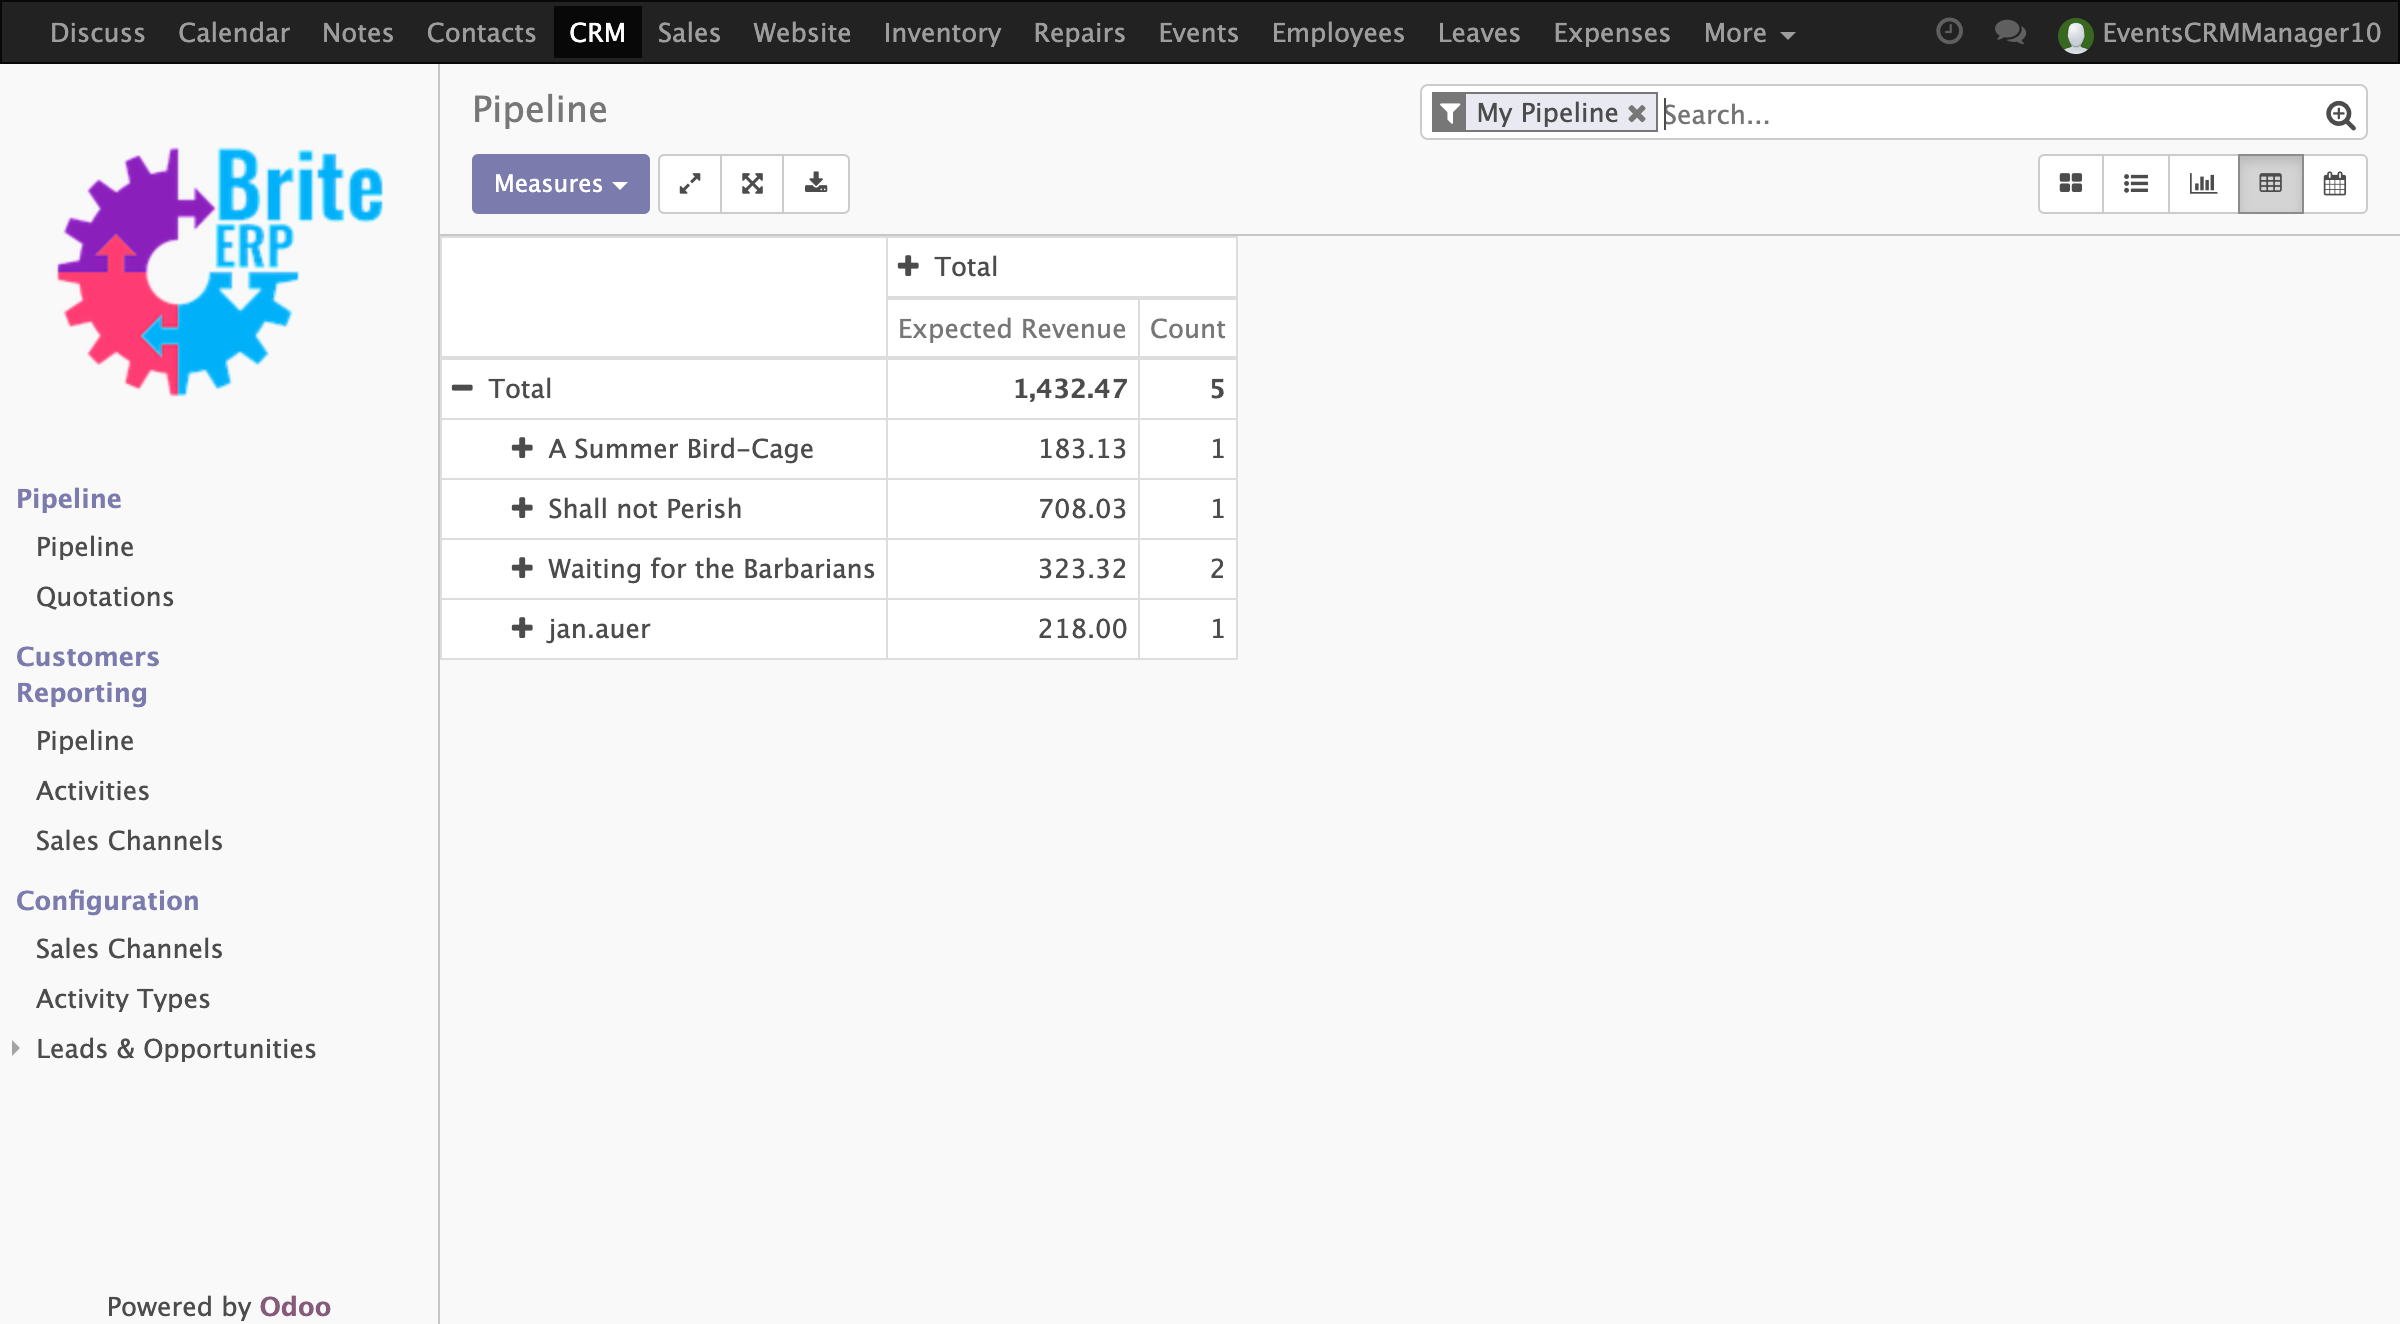 Discuss Calendar Notes Contacts CRM Sales Website Inventory Repairs Events Employees Leaves Expenses More EventsCRMManager10
Brite
ERP
Pipeline
Pipeline
Quotations
Customers
Reporting
Pipeline
Activities
Sales Channels
Configuration
Sales Channels
Activity Types
Leads & Opportunities
Powered by Odoo
Pipeline
My Pipeline Search...
Measures
Total
Expected Revenue Count
Total 1,432.47 5
A Summer Bird-Cage 183.13 1
Shall not Perish 708.03 1
Waiting for the Barbarians 323.32 2
jan.auer 218.00 1